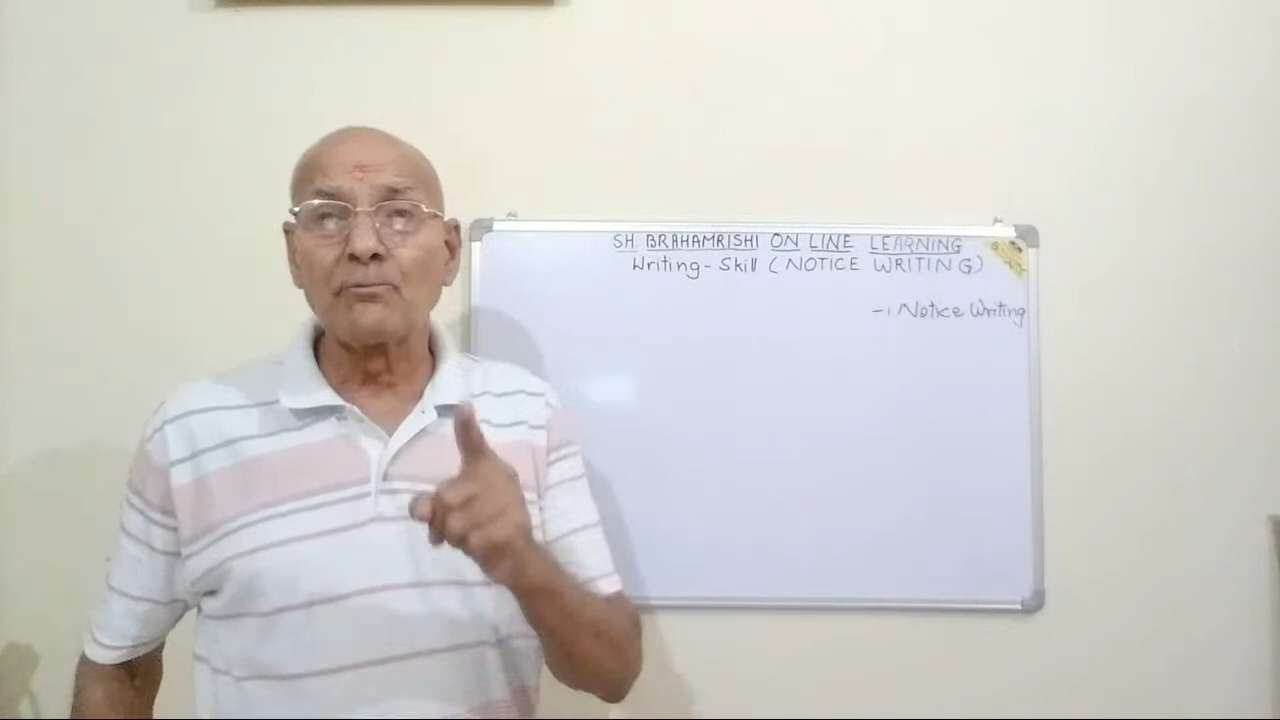 SH BRAHAMRISHI ON LINE LEARNING
Writing-Skill (NOTICE WRITING)
-1 Notice Writing